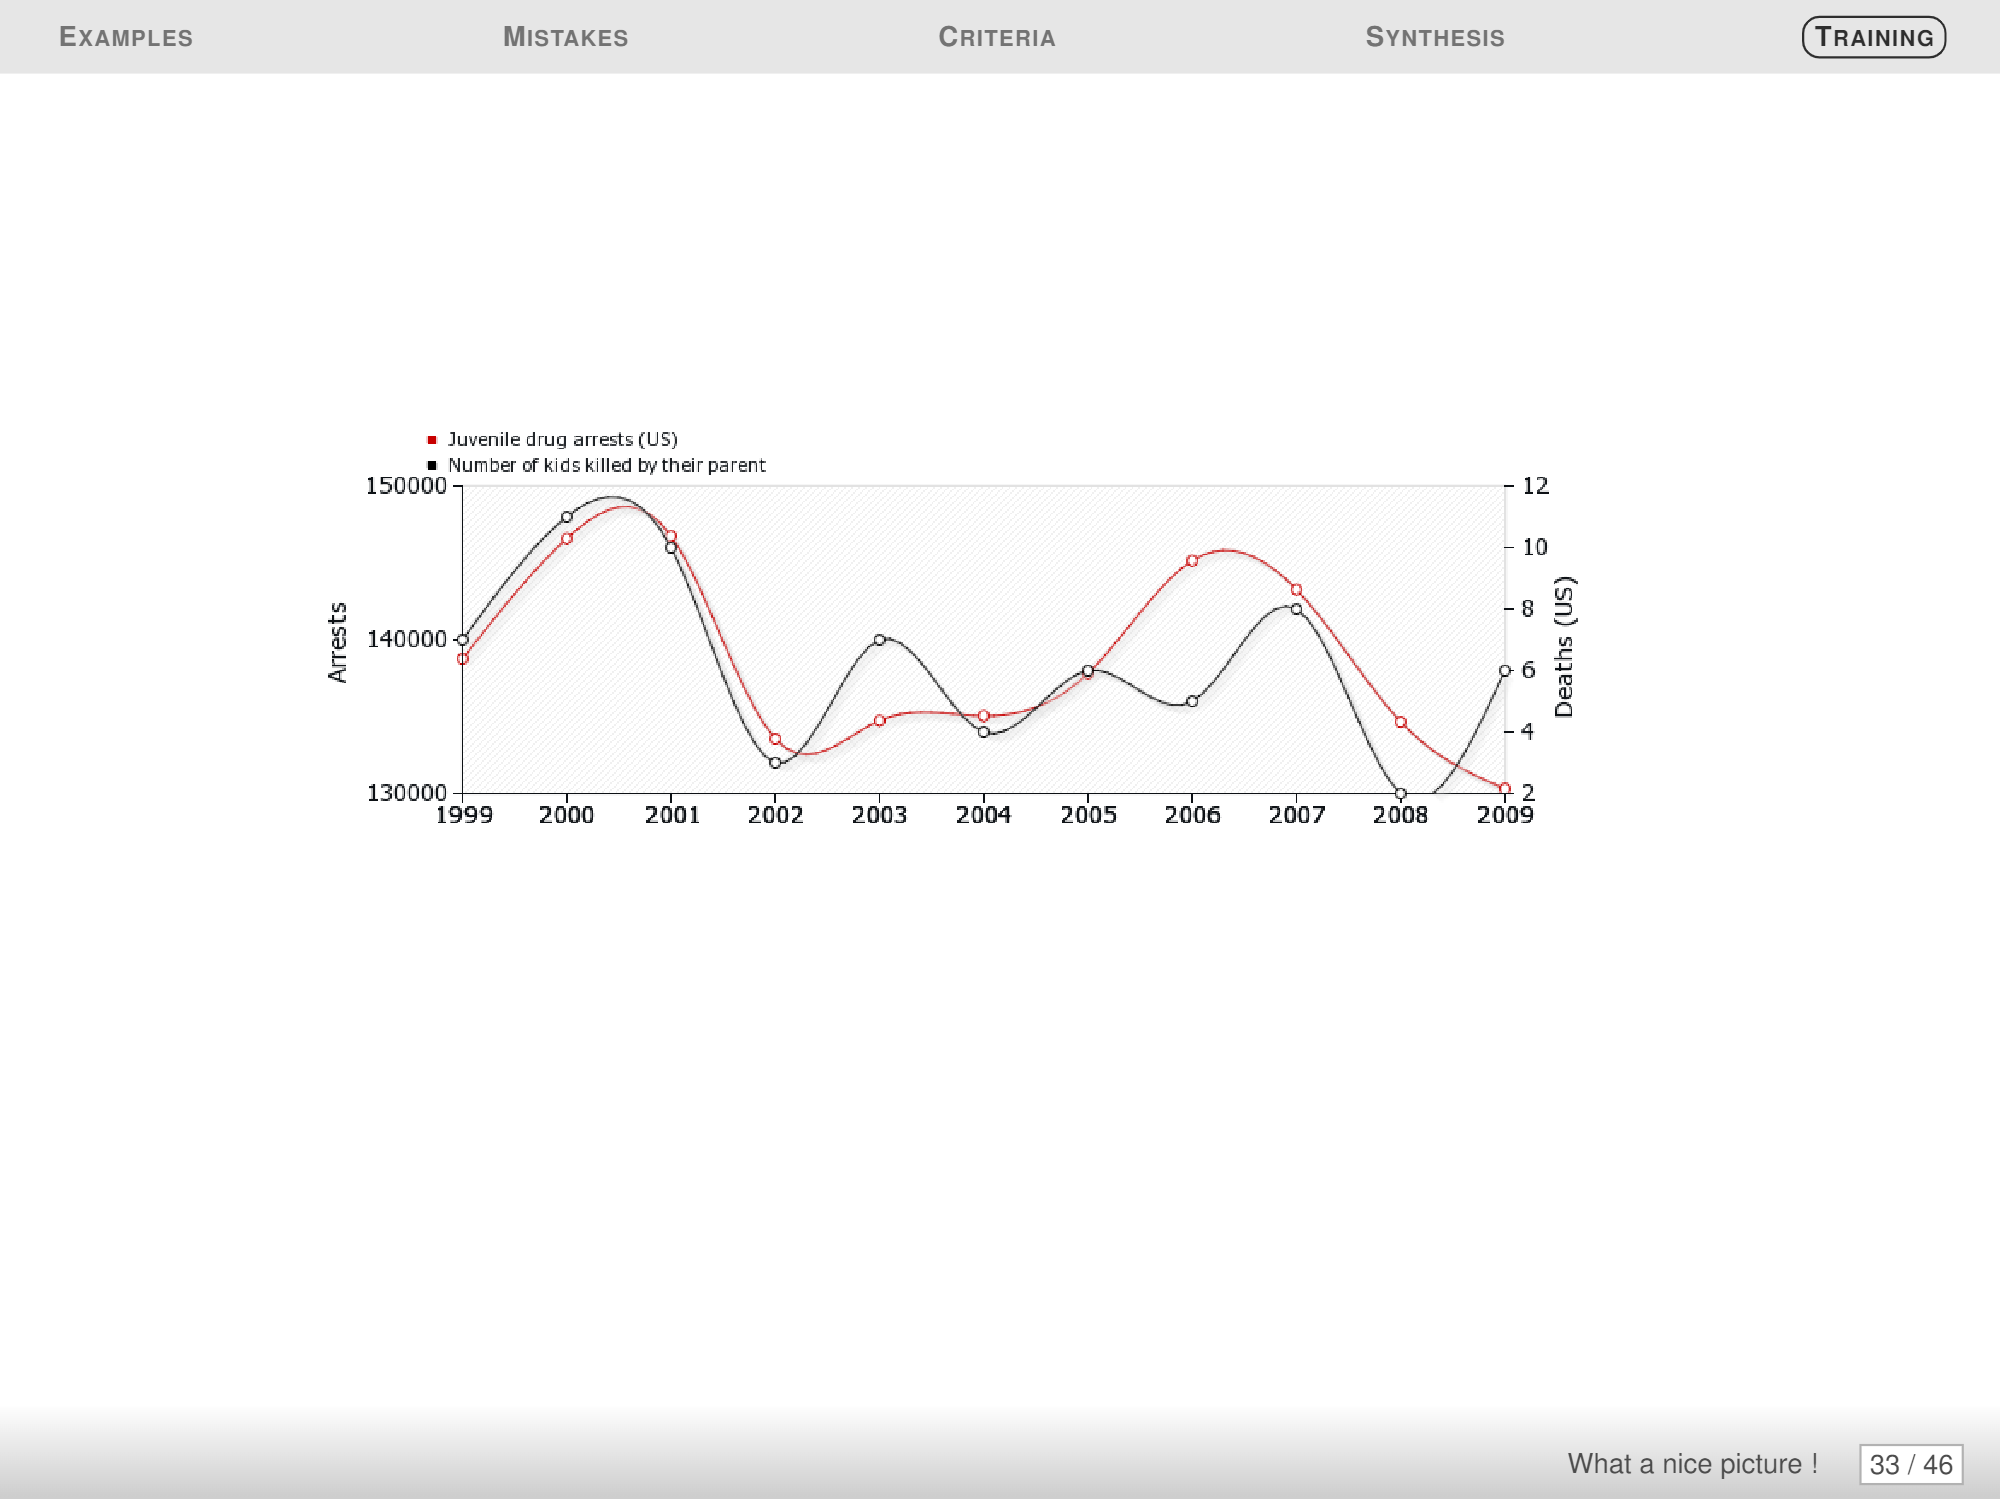 EXAMPLES MISTAKES CRITERIA SYNTHESIS TRAINING
Juvenile drug arrests (US)
Number of kids killed by their parent
150000
140000
130000
Arrests
12
10
8
6
4
2
Deaths (US)
1999 2000 2001 2002 2003 2004 2005 2006 2007 2008 2009
What a nice picture ! 33 / 46